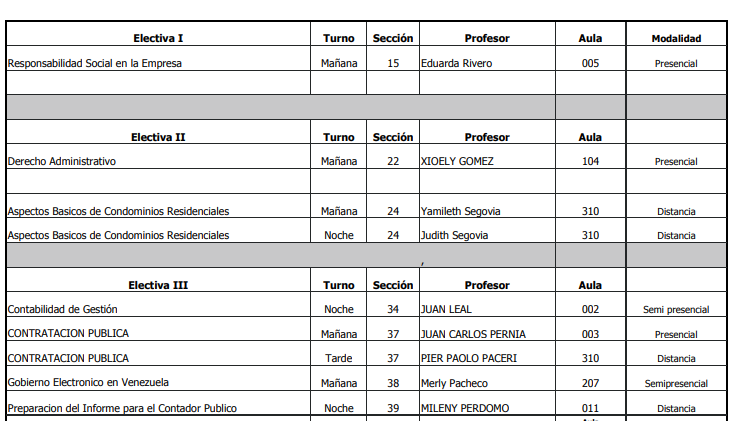 Electiva I Turno Sección Profesor Aula Modalidad
Responsabilidad Social en la Empresa Mañana 15 Eduarda Rivero 005 Presencial
Electiva II Turno Sección Profesor Aula
Derecho Administrativo Mañana 22 XIOELY GOMEZ 104 Presencial
Aspectos Basicos de Condominios Residenciales Mañana 24 Yamileth Segovia 310 Distancia
Aspectos Basicos de Condominios Residenciales Noche 24 Judith Segovia 310 Distancia
,
Electiva III Turno Sección Profesor Aula
Contabilidad de Gestión Noche 34 JUAN LEAL 002 Semi presencial
CONTRATACION PUBLICA Mañana 37 JUAN CARLOS PERNIA 003 Presencial
CONTRATACION PUBLICA Tarde 37 PIER PAOLO PACERI 310 Distancia
Gobierno Electronico en Venezuela Mañana 38 Merly Pacheco 207 Semipresencial
Preparacion del Informe para el Contador Publico Noche 39 MILENY PERDOMO 011 Distancia